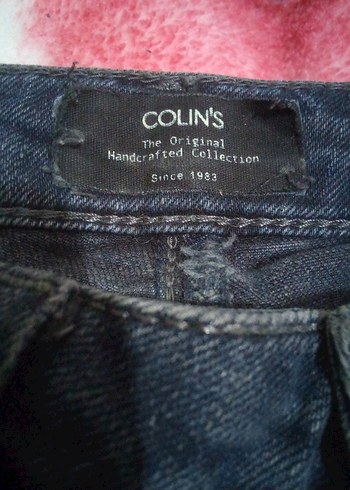 COLIN'S
The Original
Handcrafted Collection
Since 1983